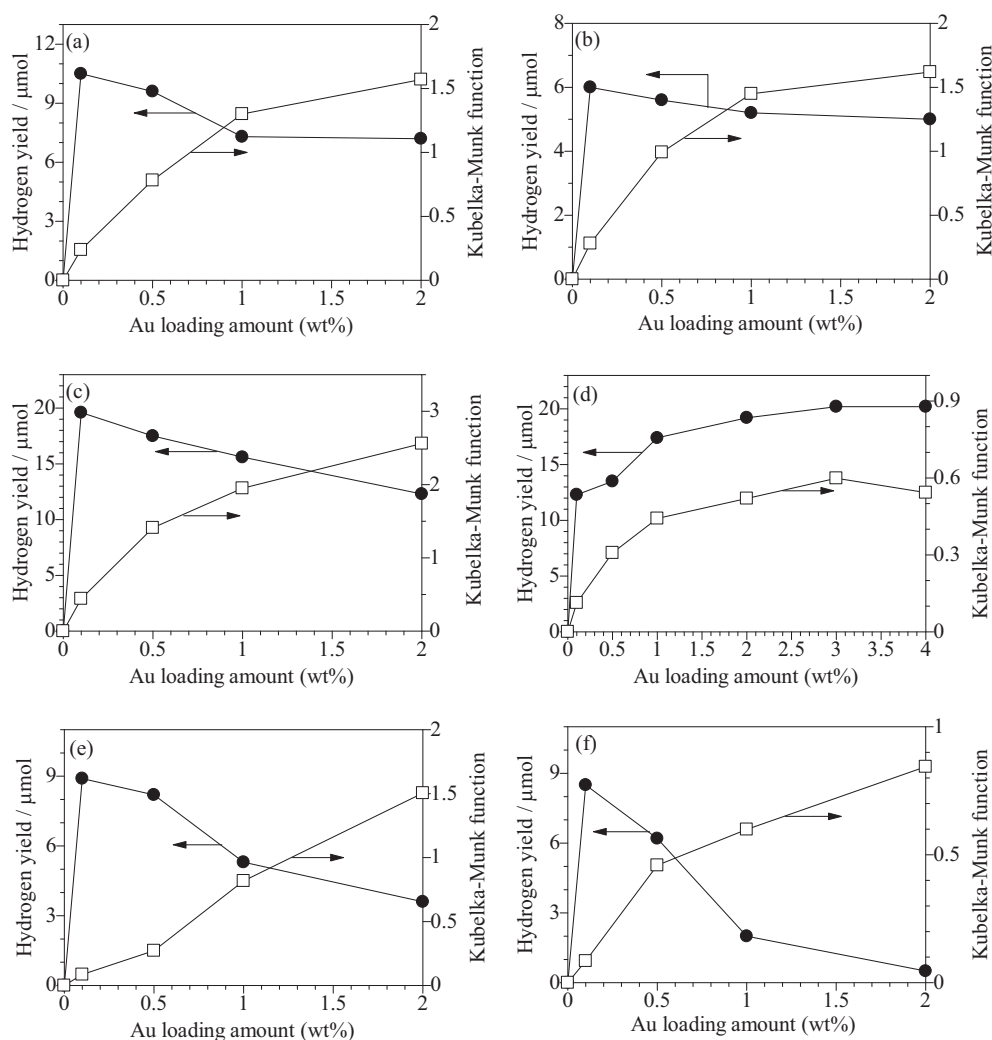 (a)
Hydrogen yield / µmol
12
9
6
3
0
2
1.5
1
0.5
0
Kubelka-Munk function
0 0.5 1 1.5 2
Au loading amount (wt%)
(b)
Hydrogen yield / µmol
8
6
4
2
0
2
1.5
1
0.5
0
Kubelka-Munk function
0 0.5 1 1.5 2
Au loading amount (wt%)
(c)
Hydrogen yield / µmol
20
15
10
5
0
3
2
1
0
Kubelka-Munk function
0 0.5 1 1.5 2
Au loading amount (wt%)
(d)
Hydrogen yield / µmol
20
15
10
5
0
0.9
0.6
0.3
0
Kubelka-Munk function
0 0.5 1 2 2.5 3 3.5 4
Au loading amount (wt%)
(e)
Hydrogen yield / µmol
9
6
3
0
2
1.5
1
0.5
0
Kubelka-Munk function
0 0.5 1 1.5 2
Au loading amount (wt%)
(f)
Hydrogen yield / µmol
9
6
3
0
1
0.5
0
Kubelka-Munk function
0 0.5 1 1.5 2
Au loading amount (wt%)